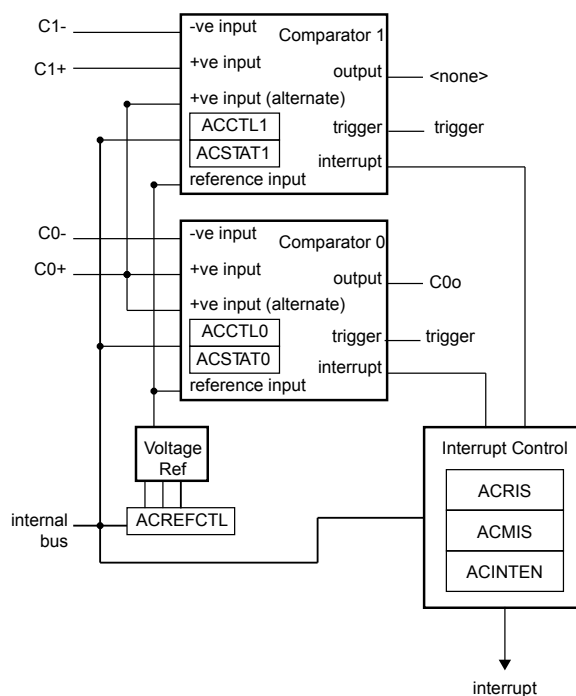 C1-
-ve input
Comparator 1
C1+
+ve input
output
<none>
+ve input (alternate)
ACCTL1
trigger
trigger
ACSTAT1
interrupt
reference input
C0-
-ve input
Comparator 0
C0+
+ve input
output
C0o
+ve input (alternate)
ACCTL0
trigger
trigger
ACSTAT0
interrupt
reference input
Voltage
Ref
Interrupt Control
ACRIS
internal
bus
ACREFCTL
ACMIS
ACINTEN
interrupt